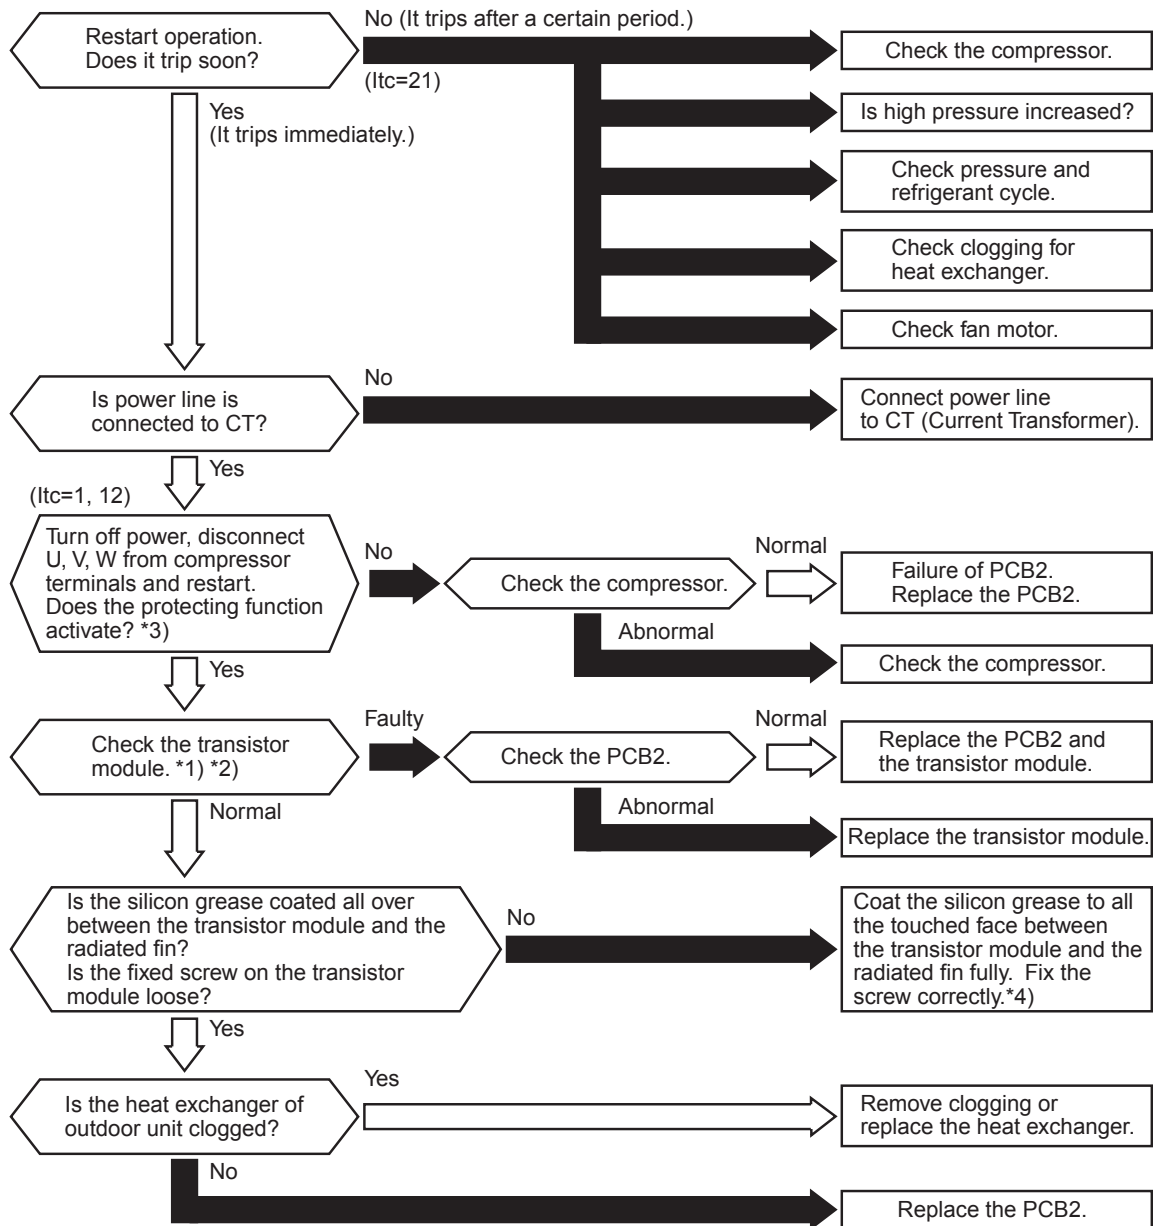 Restart operation.
Does it trip soon?
No (It trips after a certain period.)
(Itc=21)
Check the compressor.
Is high pressure increased?
Check pressure and
refrigerant cycle.
Check clogging for
heat exchanger.
Check fan motor.
Yes
(It trips immediately.)
Is power line is
connected to CT?
No
Connect power line
to CT (Current Transformer).
Yes
(Itc=1, 12)
Turn off power, disconnect
U, V, W from compressor
terminals and restart.
Does the protecting function
activate? *3)
No
Check the compressor.
Normal
Failure of PCB2.
Replace the PCB2.
Abnormal
Check the compressor.
Yes
Check the transistor
module. *1) *2)
Faulty
Check the PCB2.
Normal
Replace the PCB2 and
the transistor module.
Abnormal
Replace the transistor module.
Normal
Is the silicon grease coated all over
between the transistor module and the
radiated fin?
Is the fixed screw on the transistor
module loose?
No
Coat the silicon grease to all
the touched face between
the transistor module and the
radiated fin fully.  Fix the
screw correctly.*4)
Yes
Is the heat exchanger of
outdoor unit clogged?
Yes
Remove clogging or
replace the heat exchanger.
No
Replace the PCB2.